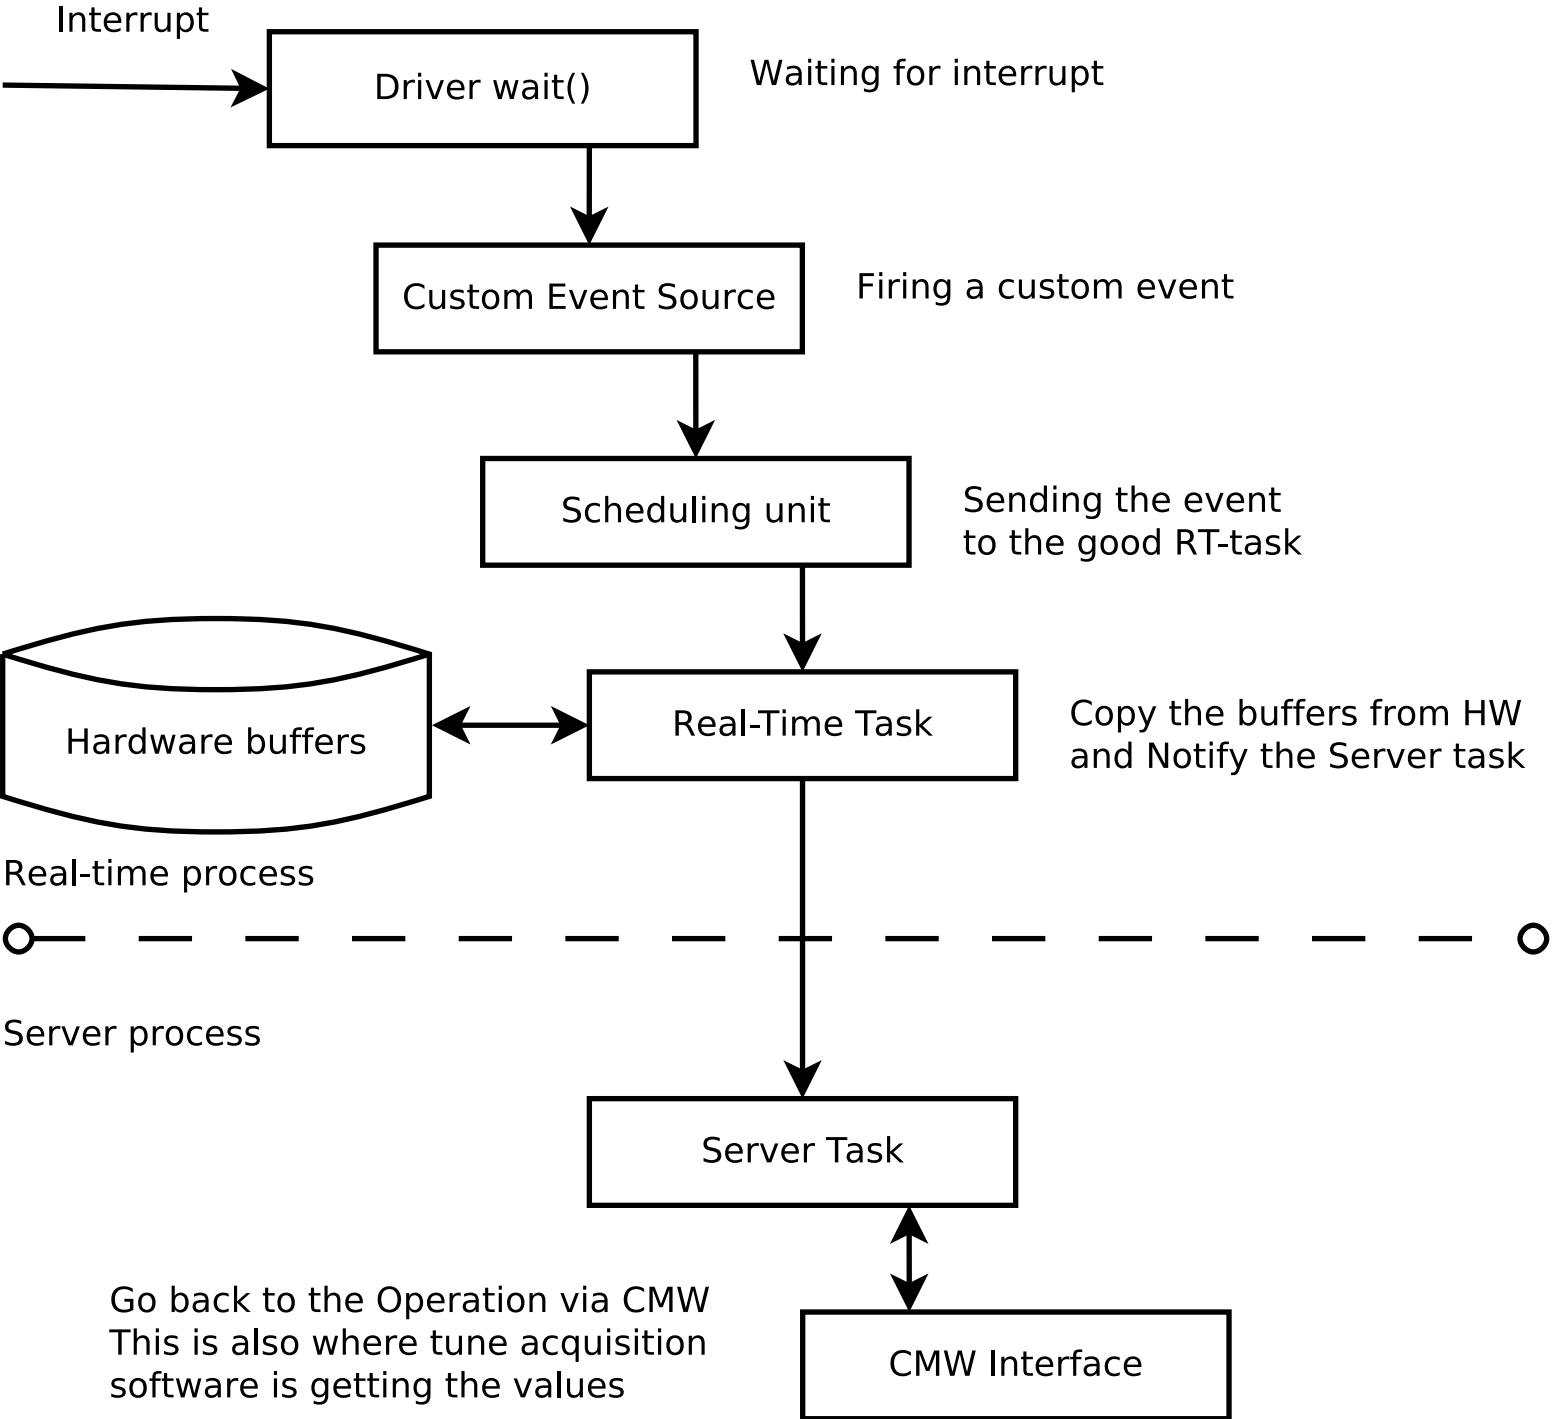 Interrupt
Driver wait()
Waiting for interrupt
Custom Event Source
Firing a custom event
Scheduling unit
Sending the event
to the good RT-task
Hardware buffers
Real-Time Task
Copy the buffers from HW
and Notify the Server task
Real-time process
Server process
Server Task
Go back to the Operation via CMW
This is also where tune acquisition
software is getting the values
CMW Interface